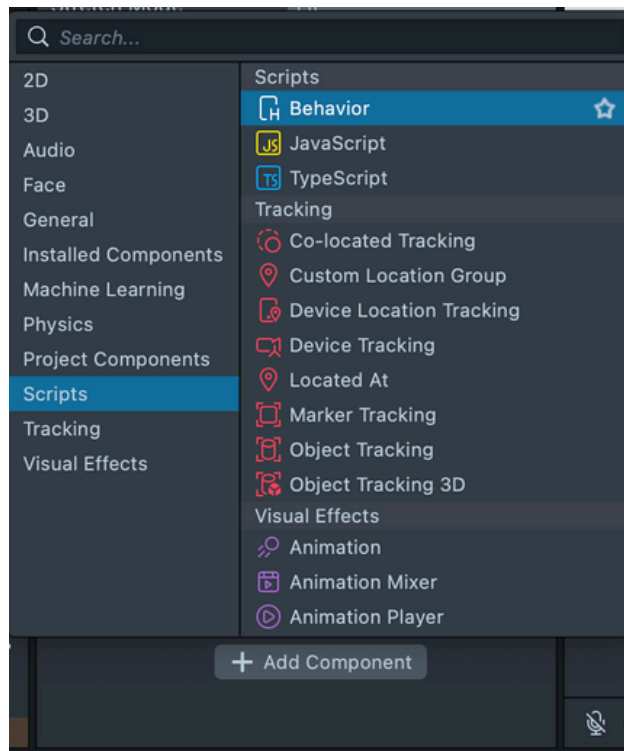 Search...
2D
3D
Audio
Face
General
Installed Components
Machine Learning
Physics
Project Components
Scripts
Tracking
Visual Effects
Scripts
Behavior
JS JavaScript
TS TypeScript
Tracking
Co-located Tracking
Custom Location Group
Device Location Tracking
Device Tracking
Located At
Marker Tracking
Object Tracking
Object Tracking 3D
Visual Effects
Animation
Animation Mixer
Animation Player
+ Add Component